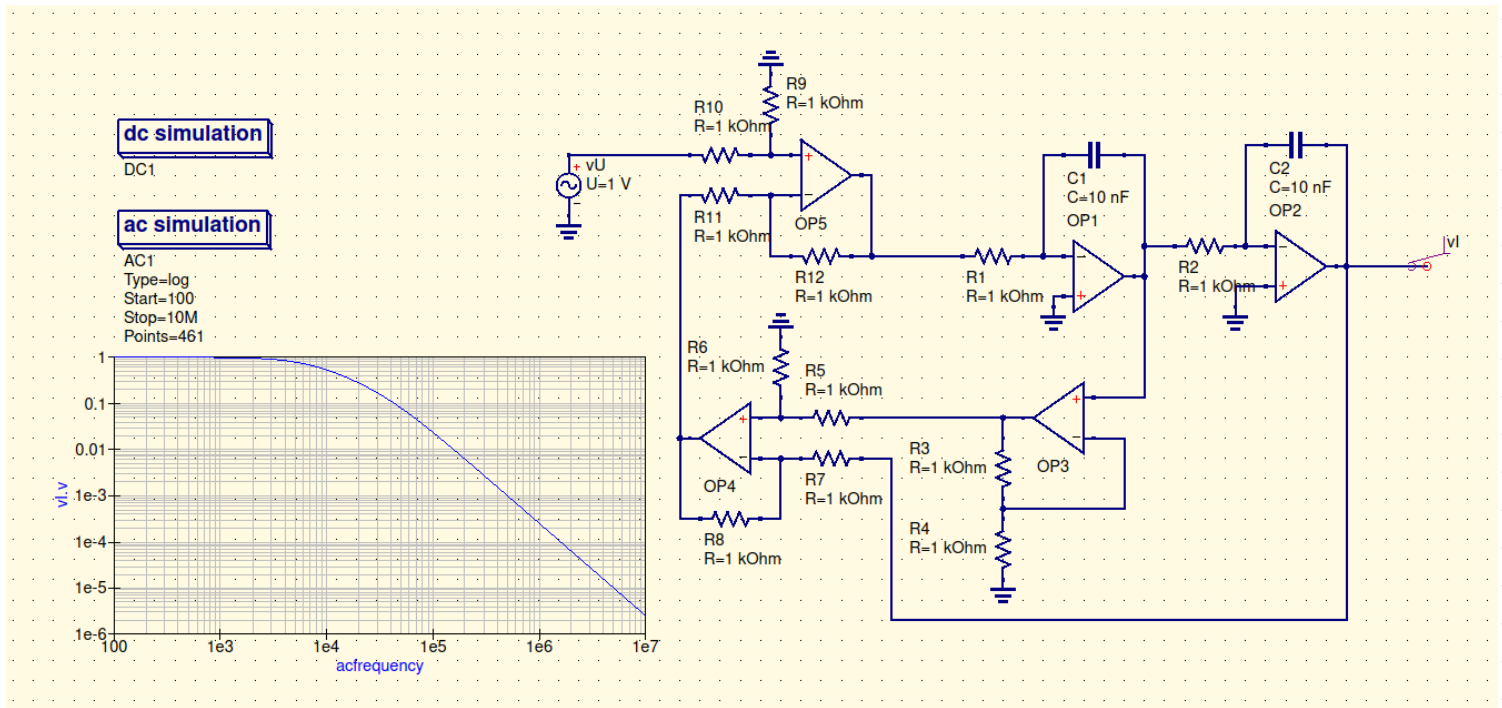 dc simulation
DC1
ac simulation
AC1
Type=log
Start=100
Stop=10M
Points=461
vU
U=1 V
R10
R=1 kOhm
R9
R=1 kOhm
R11
R=1 kOhm
OP5
R12
R=1 kOhm
R1
R=1 kOhm
C1
C=10 nF
OP1
R2
R=1 kOhm
C2
C=10 nF
OP2
vI
R6
R=1 kOhm
R5
R=1 kOhm
OP4
R7
R=1 kOhm
R8
R=1 kOhm
R3
R=1 kOhm
R4
R=1 kOhm
OP3
1
0.1
0.01
1e-3
1e-4
1e-5
1e-6
vI.v
100
1e3
1e4
1e5
1e6
1e7
acfrequency